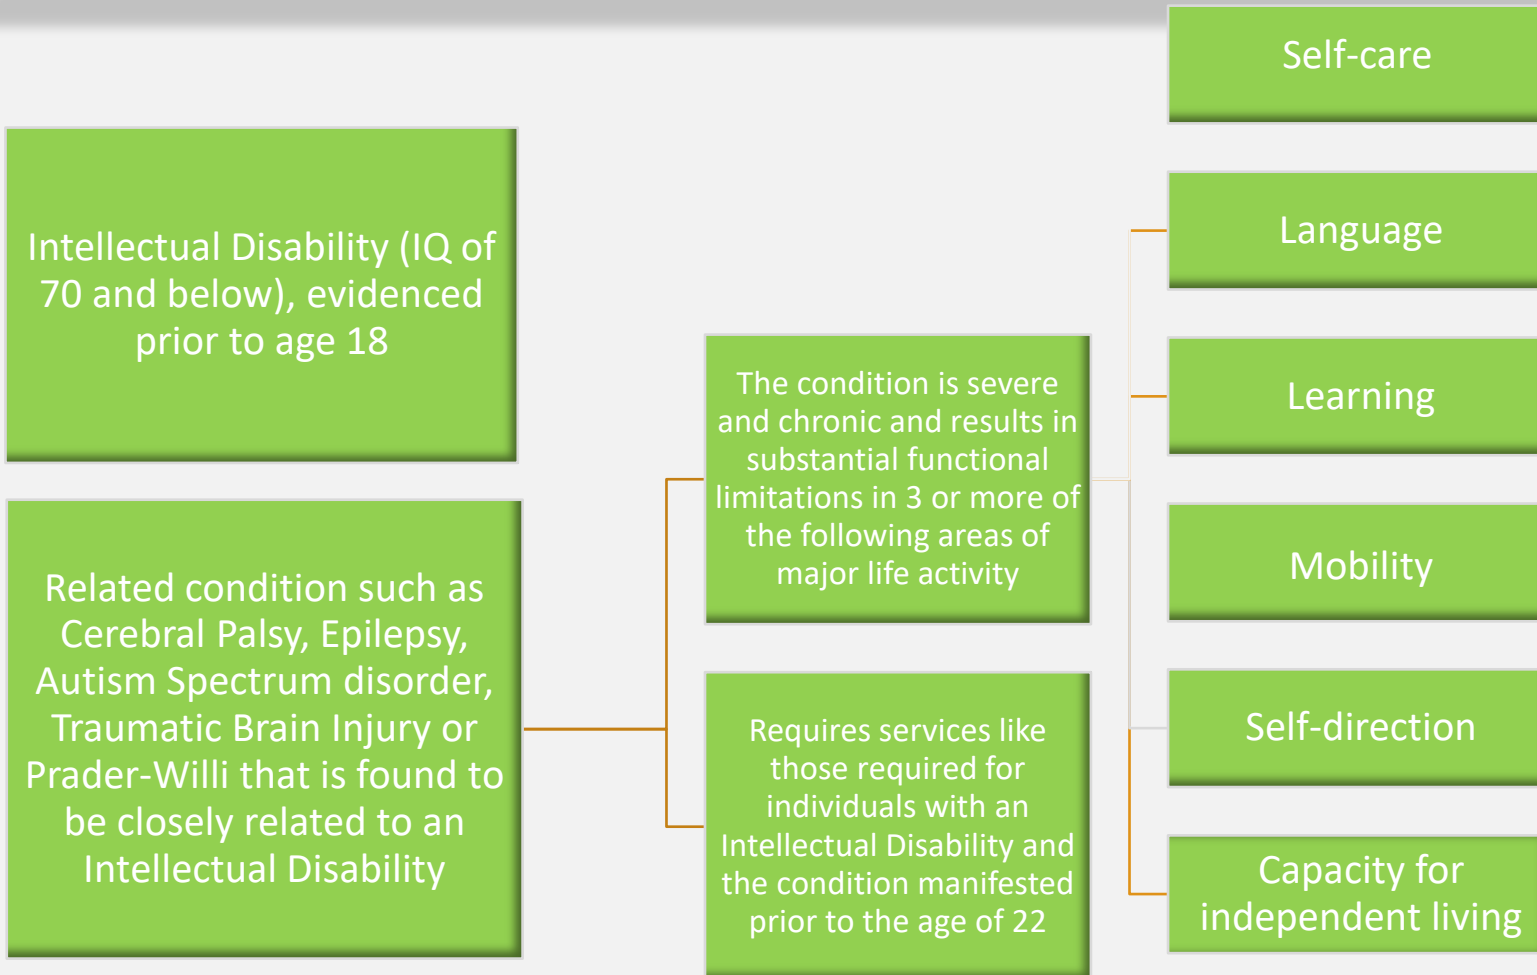 Intellectual Disability (IQ of
70 and below), evidenced
prior to age 18
Related condition such as
Cerebral Palsy, Epilepsy,
Autism Spectrum disorder,
Traumatic Brain Injury or
Prader-Willi that is found to
be closely related to an
Intellectual Disability
The condition is severe
and chronic and results in
substantial functional
limitations in 3 or more of
the following areas of
major life activity
Requires services like
those required for
individuals with an
Intellectual Disability and
the condition manifested
prior to the age of 22
Self-care
Language
Learning
Mobility
Self-direction
Capacity for
independent living